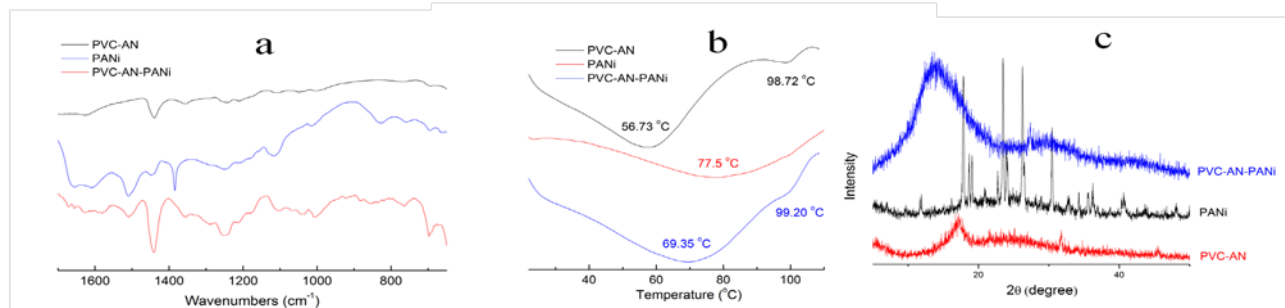 a
PVC-AN
PANi
PVC-AN-PANi
1600
1400
1200
1000
800
Wavenumbers (cm⁻¹)
b
PVC-AN
PANi
PVC-AN-PANi
98.72 °C
56.73 °C
77.5 °C
99.20 °C
69.35 °C
40
60
80
100
Temperature (°C)
c
Intensity
PVC-AN-PANi
PANi
PVC-AN
20
40
2θ (degree)